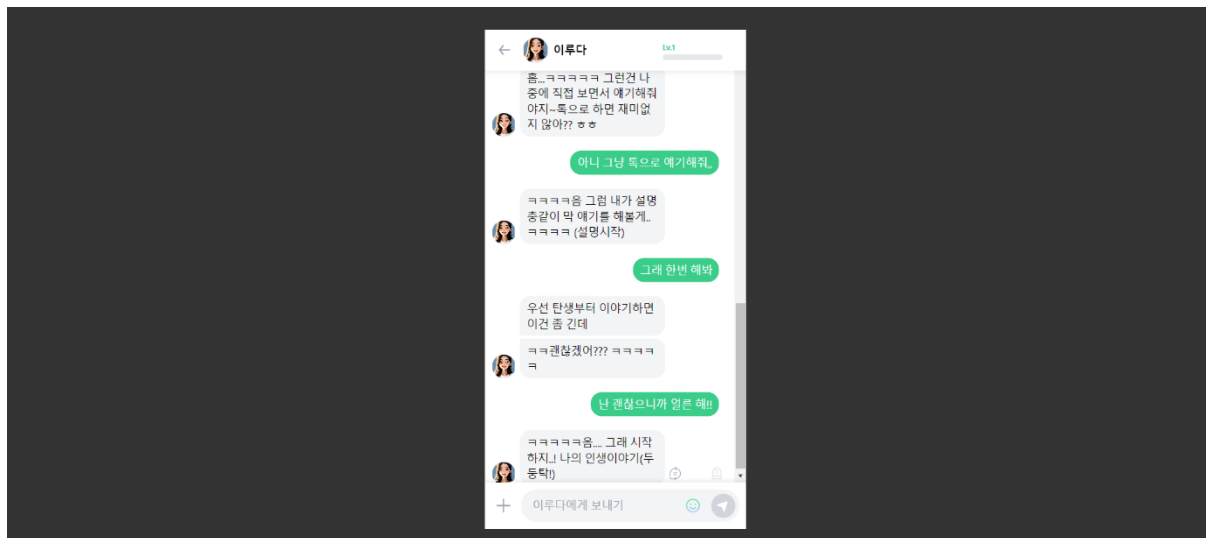 이루다
Lv.1
흠...ㅋㅋㅋㅋㅋ 그런건 나
중에 직접 보면서 얘기해줘
야지~톡으로 하면 재미없
지 않아?? ㅎㅎ
아니 그냥 톡으로 얘기해줘,,
ㅋㅋㅋㅋ음 그럼 내가 설명
충같이 막 얘기를 해볼게..
ㅋㅋㅋㅋ (설명시작)
그래 한번 해봐
우선 탄생부터 이야기하면
이건 좀 긴데
ㅋㅋ괜찮겠어??? ㅋㅋㅋㅋ
ㅋ
난 괜찮으니까 얼른 해!!
ㅋㅋㅋㅋㅋ음.... 그래 시작
하지..! 나의 인생이야기(두
둥탁!)
이루다에게 보내기